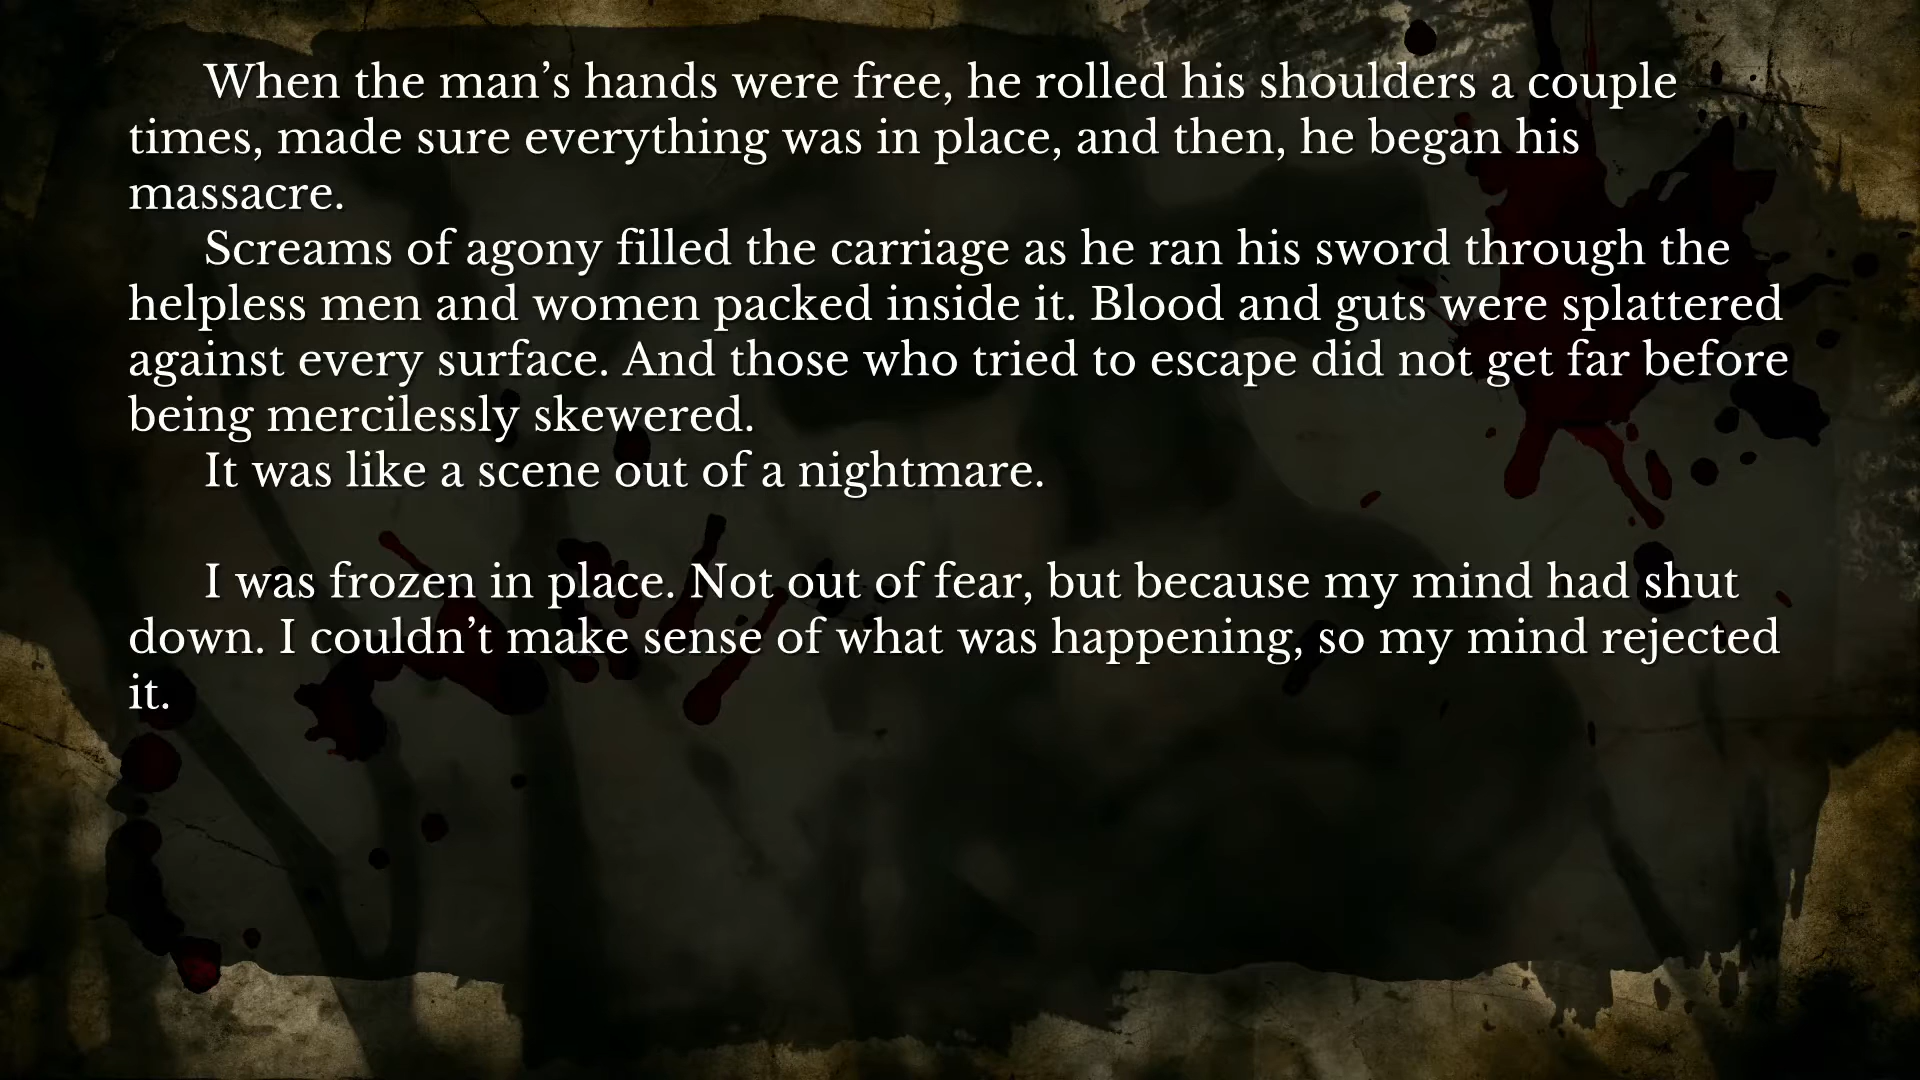 When the man’s hands were free, he rolled his shoulders a couple
times, made sure everything was in place, and then, he began his
massacre.
Screams of agony filled the carriage as he ran his sword through the
helpless men and women packed inside it. Blood and guts were splattered
against every surface. And those who tried to escape did not get far before
being mercilessly skewered.
It was like a scene out of a nightmare.
I was frozen in place. Not out of fear, but because my mind had shut
down. I couldn’t make sense of what was happening, so my mind rejected
it.